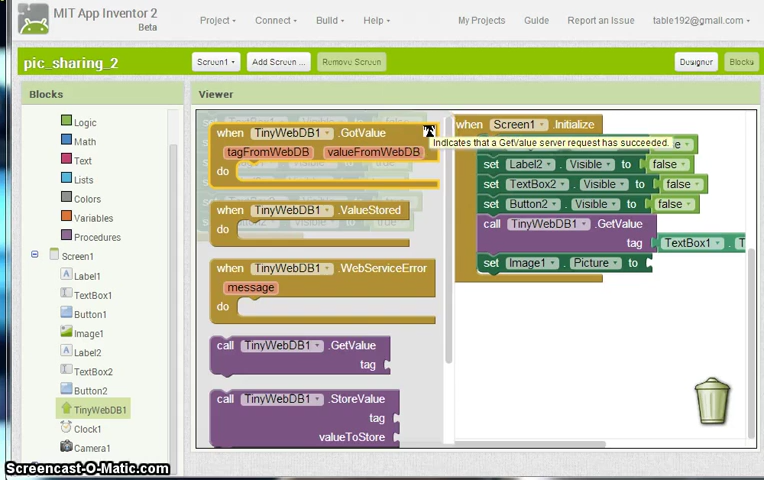 MIT App Inventor 2
Beta
Project Connect Build Help My Projects Guide Report an Issue table192@gmail.com
pic_sharing_2 Screen1 Add Screen ... Remove Screen Designer Blocks
Blocks
Viewer
Logic
Math
Text
Lists
Colors
Variables
Procedures
Screen1
Label1
TextBox1
Button1
Image1
Label2
TextBox2
Button2
TinyWebDB1
Clock1
Camera1
when TinyWebDB1 .GotValue
tagFromWebDB valueFromWebDB
do
when TinyWebDB1 .ValueStored
do
when TinyWebDB1 .WebServiceError
message
do
call TinyWebDB1 .GetValue
tag
call TinyWebDB1 .StoreValue
tag
valueToStore
when Screen1 .Initialize
Indicates that a GetValue server request has succeeded.
set Label2 . Visible to false
set TextBox2 . Visible to false
set Button2 . Visible to false
call TinyWebDB1 .GetValue
tag TextBox1 . T
set Image1 . Picture to
Screencast-O-Matic.com